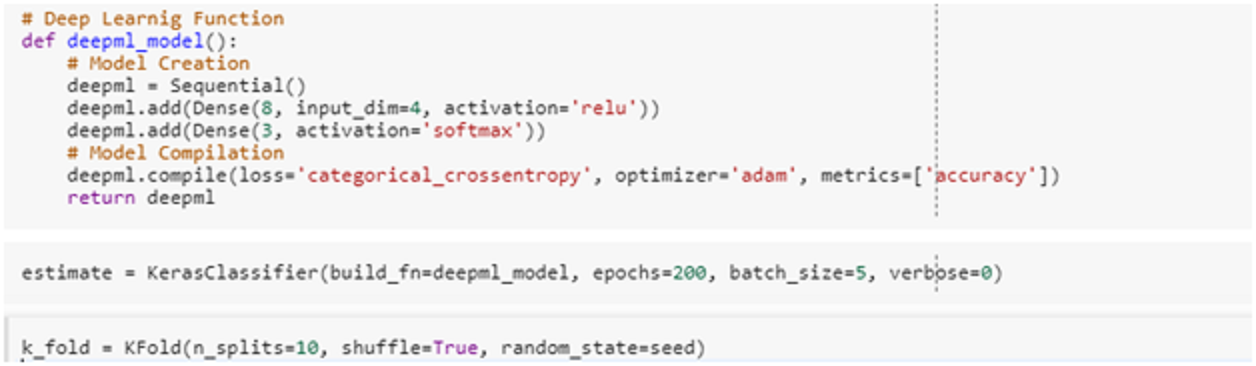 # Deep Learnig Function
def deepml_model():
    # Model Creation
    deepml = Sequential()
    deepml.add(Dense(8, input_dim=4, activation='relu'))
    deepml.add(Dense(3, activation='softmax'))
    # Model Compilation
    deepml.compile(loss='categorical_crossentropy', optimizer='adam', metrics=['accuracy'])
    return deepml
estimate = KerasClassifier(build_fn=deepml_model, epochs=200, batch_size=5, verbose=0)
k_fold = KFold(n_splits=10, shuffle=True, random_state=seed)